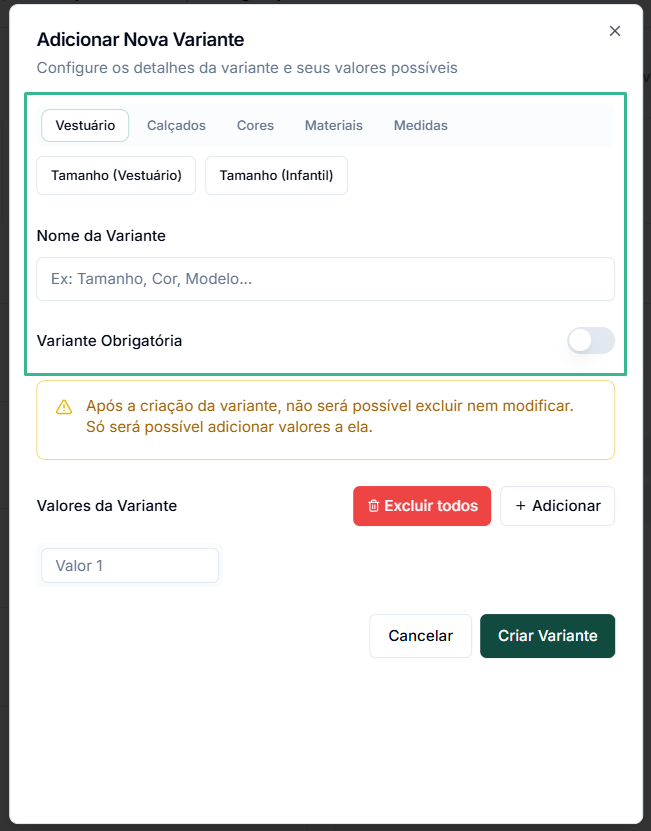 Adicionar Nova Variante
Configure os detalhes da variante e seus valores possíveis
Vestuário Calçados Cores Materiais Medidas
Tamanho (Vestuário) Tamanho (Infantil)
Nome da Variante
Ex: Tamanho, Cor, Modelo...
Variante Obrigatória
Após a criação da variante, não será possível excluir nem modificar.
Só será possível adicionar valores a ela.
Valores da Variante Excluir todos + Adicionar
Valor 1
Cancelar Criar Variante